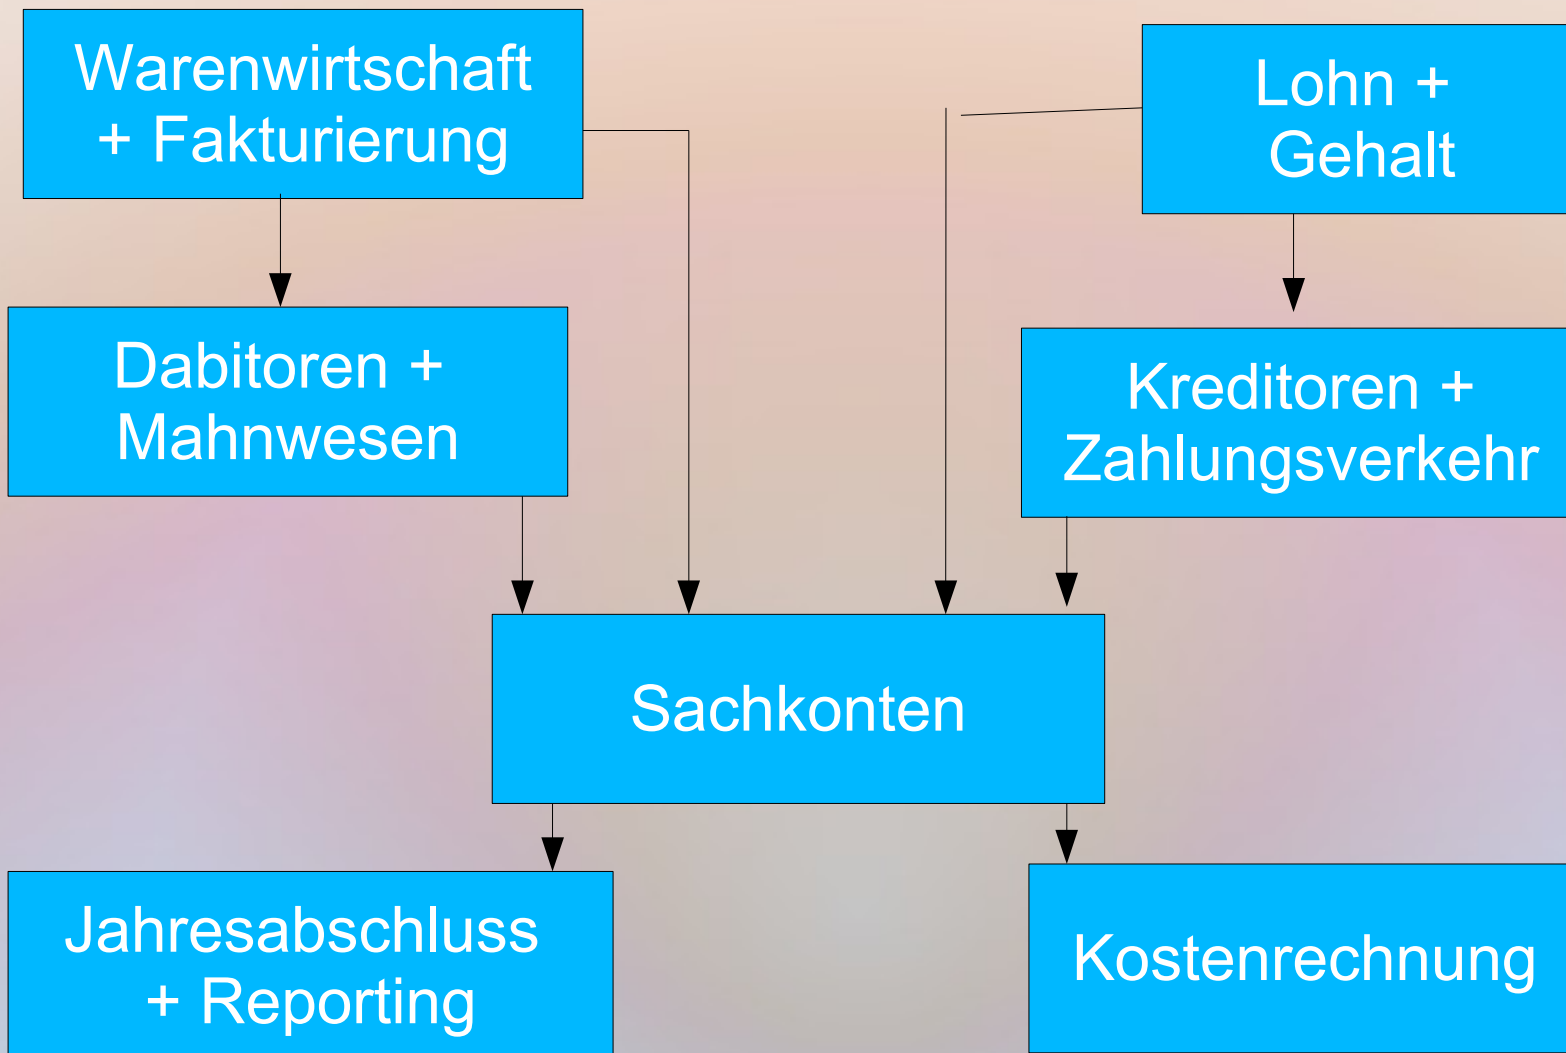 Warenwirtschaft
+ Fakturierung
Lohn +
Gehalt
Dabitoren +
Mahnwesen
Kreditoren +
Zahlungsverkehr
Sachkonten
Jahresabschluss
+ Reporting
Kostenrechnung